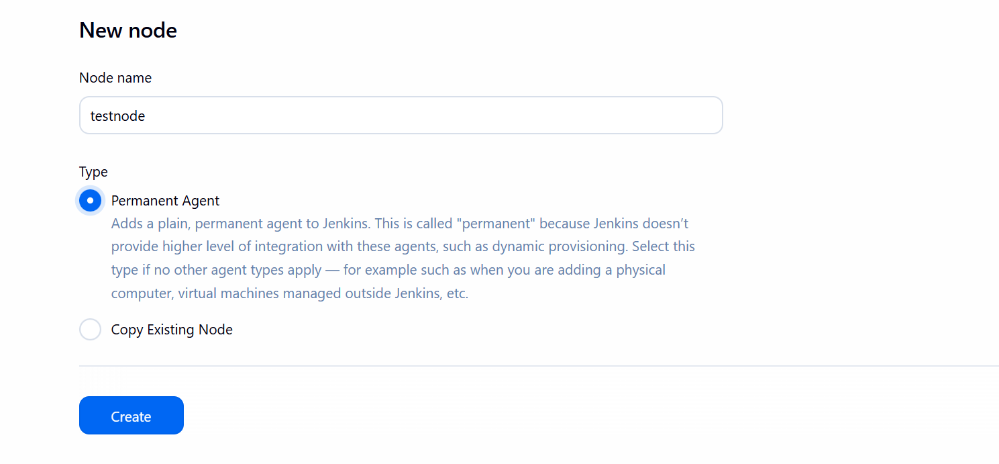 New node
Node name
testnode
Type
Permanent Agent
Adds a plain, permanent agent to Jenkins. This is called "permanent" because Jenkins doesn’t
provide higher level of integration with these agents, such as dynamic provisioning. Select this
type if no other agent types apply — for example such as when you are adding a physical
computer, virtual machines managed outside Jenkins, etc.
Copy Existing Node
Create